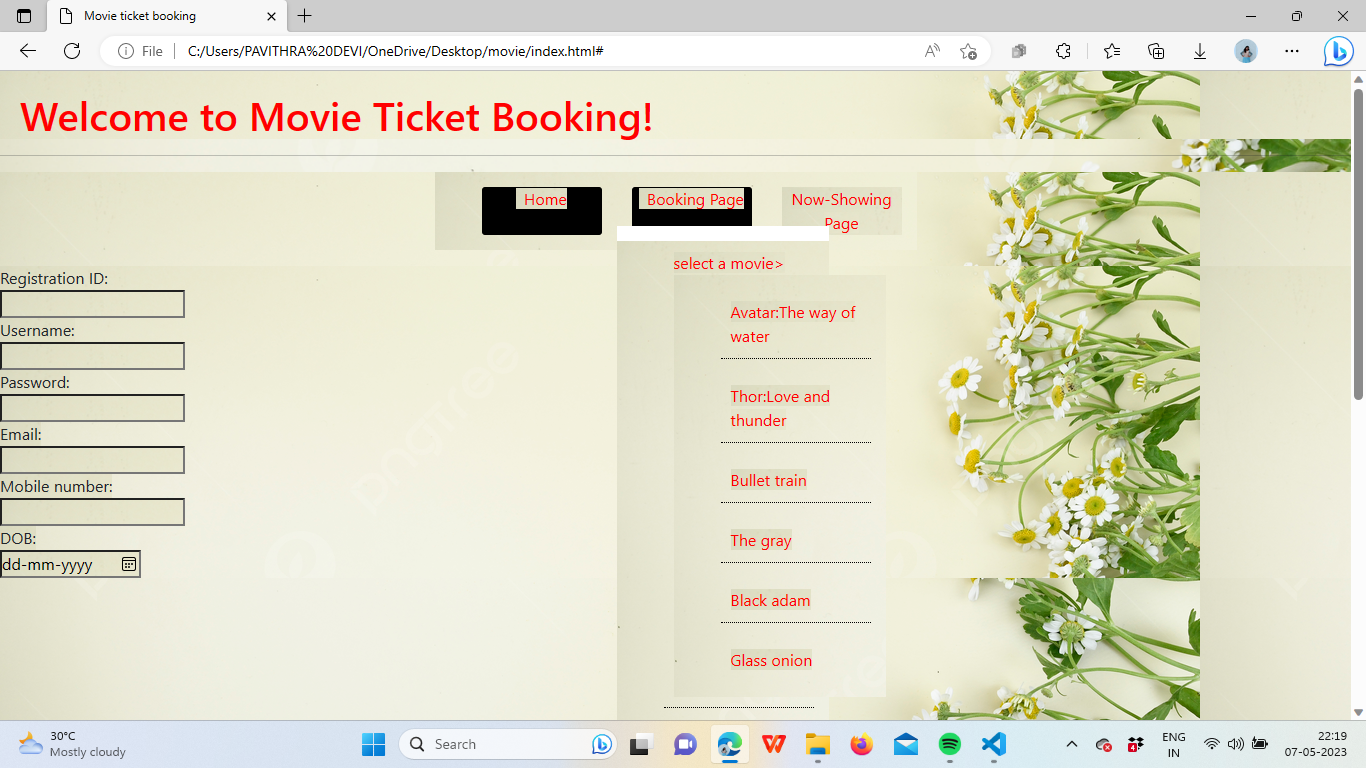 Movie ticket booking
File
C:/Users/PAVITHRA%20DEVI/OneDrive/Desktop/movie/index.html#
Welcome to Movie Ticket Booking!
Home
Booking Page
Now-Showing
Page
select a movie>
Registration ID:
Username:
Password:
Email:
Mobile number:
DOB:
dd-mm-yyyy
Avatar:The way of
water
Thor:Love and
thunder
Bullet train
The gray
Black adam
Glass onion
pngtree
30°C
Mostly cloudy
Search
4
ENG
IN
22:19
07-05-2023